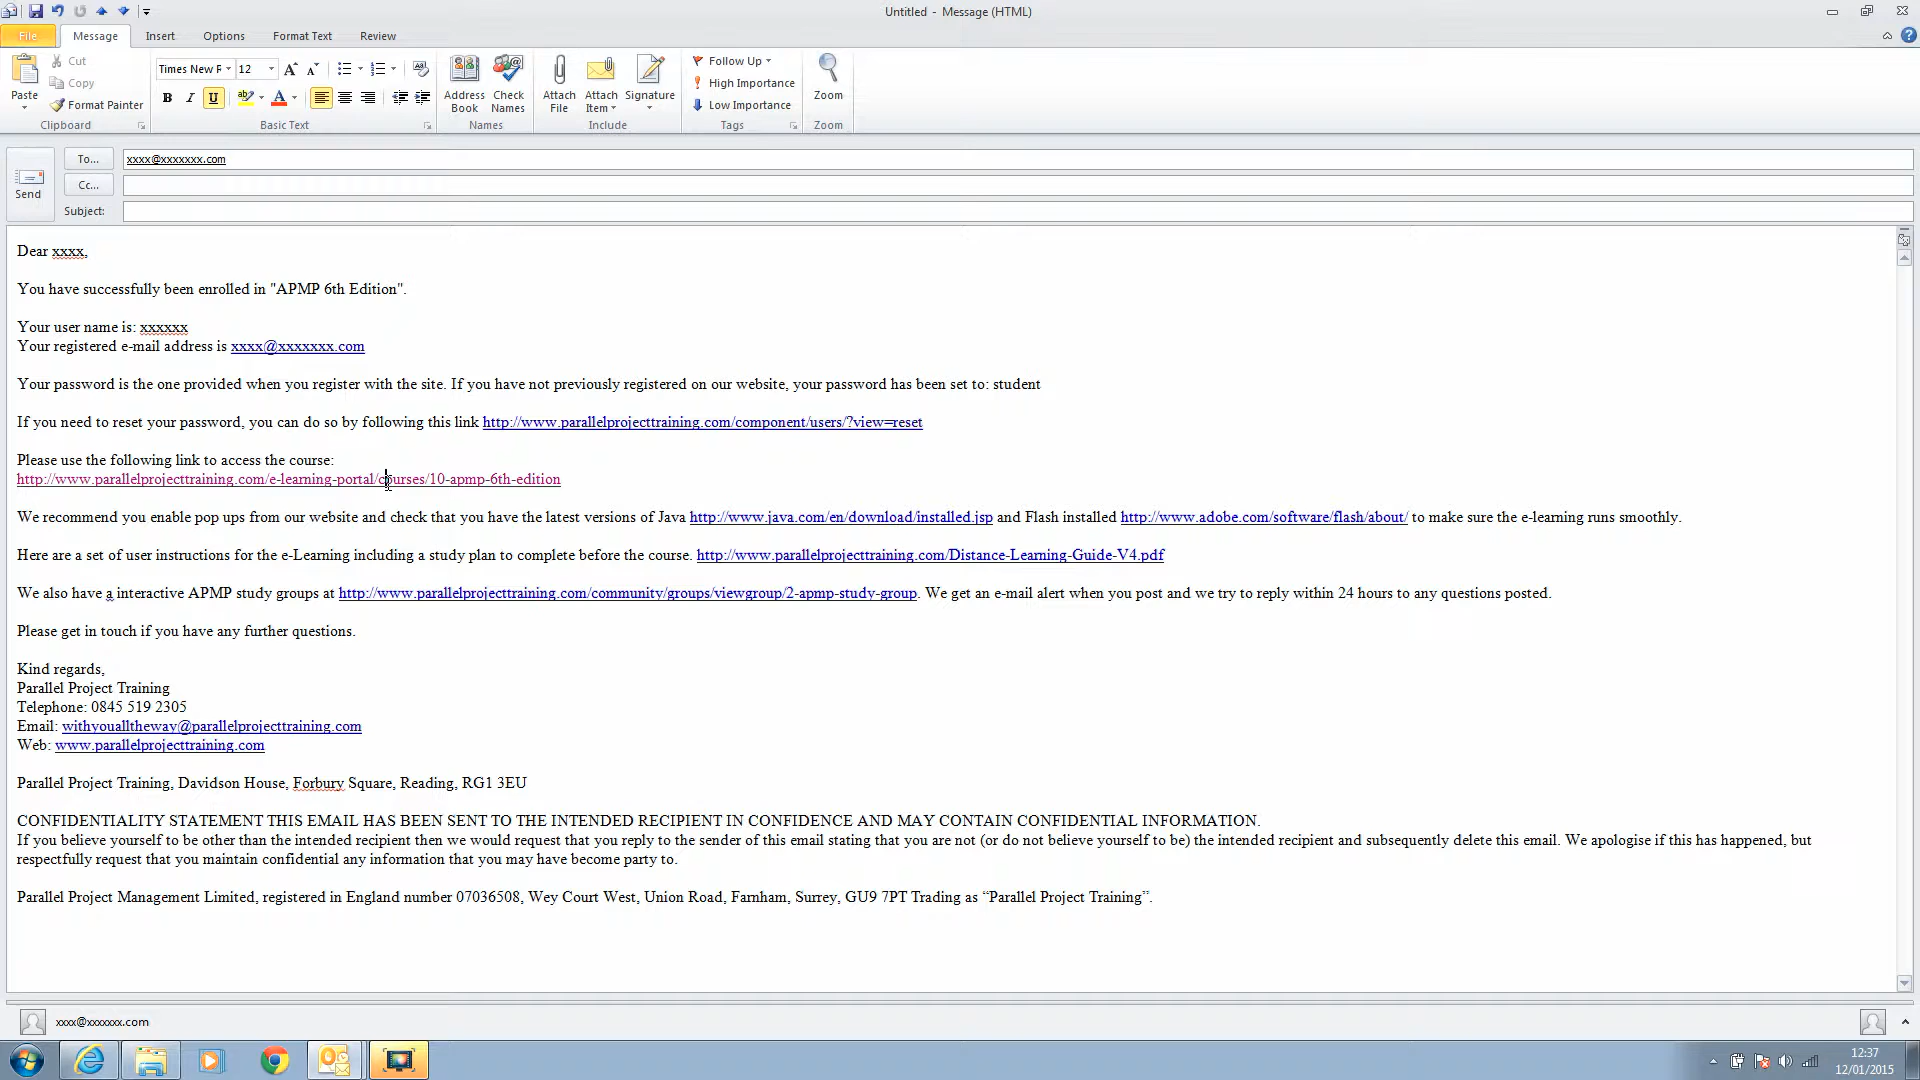 Untitled - Message (HTML)
File Message Insert Options Format Text Review
Paste
Cut
Copy
Format Painter
Clipboard
Times New F 12
B I U
Basic Text
Address Book
Check Names
Names
Attach File
Attach Item
Signature
Include
Follow Up
High Importance
Low Importance
Tags
Zoom
Zoom
Send
To... xxxx@xxxxxxx.com
Cc...
Subject:
Dear xxxx,
You have successfully been enrolled in "APMP 6th Edition".
Your user name is: xxxxxx
Your registered e-mail address is xxxx@xxxxxxx.com
Your password is the one provided when you register with the site. If you have not previously registered on our website, your password has been set to: student
If you need to reset your password, you can do so by following this link http://www.parallelprojecttraining.com/component/users/?view=reset
Please use the following link to access the course:
http://www.parallelprojecttraining.com/e-learning-portal/courses/10-apmp-6th-edition
We recommend you enable pop ups from our website and check that you have the latest versions of Java http://www.java.com/en/download/installed.jsp and Flash installed http://www.adobe.com/software/flash/about/ to make sure the e-learning runs smoothly.
Here are a set of user instructions for the e-Learning including a study plan to complete before the course. http://www.parallelprojecttraining.com/Distance-Learning-Guide-V4.pdf
We also have a interactive APMP study groups at http://www.parallelprojecttraining.com/community/groups/viewgroup/2-apmp-study-group. We get an e-mail alert when you post and we try to reply within 24 hours to any questions posted.
Please get in touch if you have any further questions.
Kind regards,
Parallel Project Training
Telephone: 0845 519 2305
Email: withyoualltheway@parallelprojecttraining.com
Web: www.parallelprojecttraining.com
Parallel Project Training, Davidson House, Forbury Square, Reading, RG1 3EU
CONFIDENTIALITY STATEMENT THIS EMAIL HAS BEEN SENT TO THE INTENDED RECIPIENT IN CONFIDENCE AND MAY CONTAIN CONFIDENTIAL INFORMATION.
If you believe yourself to be other than the intended recipient then we would request that you reply to the sender of this email stating that you are not (or do not believe yourself to be) the intended recipient and subsequently delete this email. We apologise if this has happened, but
respectfully request that you maintain confidential any information that you may have become party to.
Parallel Project Management Limited, registered in England number 07036508, Wey Court West, Union Road, Farnham, Surrey, GU9 7PT Trading as “Parallel Project Training”.
xxxx@xxxxxxx.com
12:37
12/01/2015